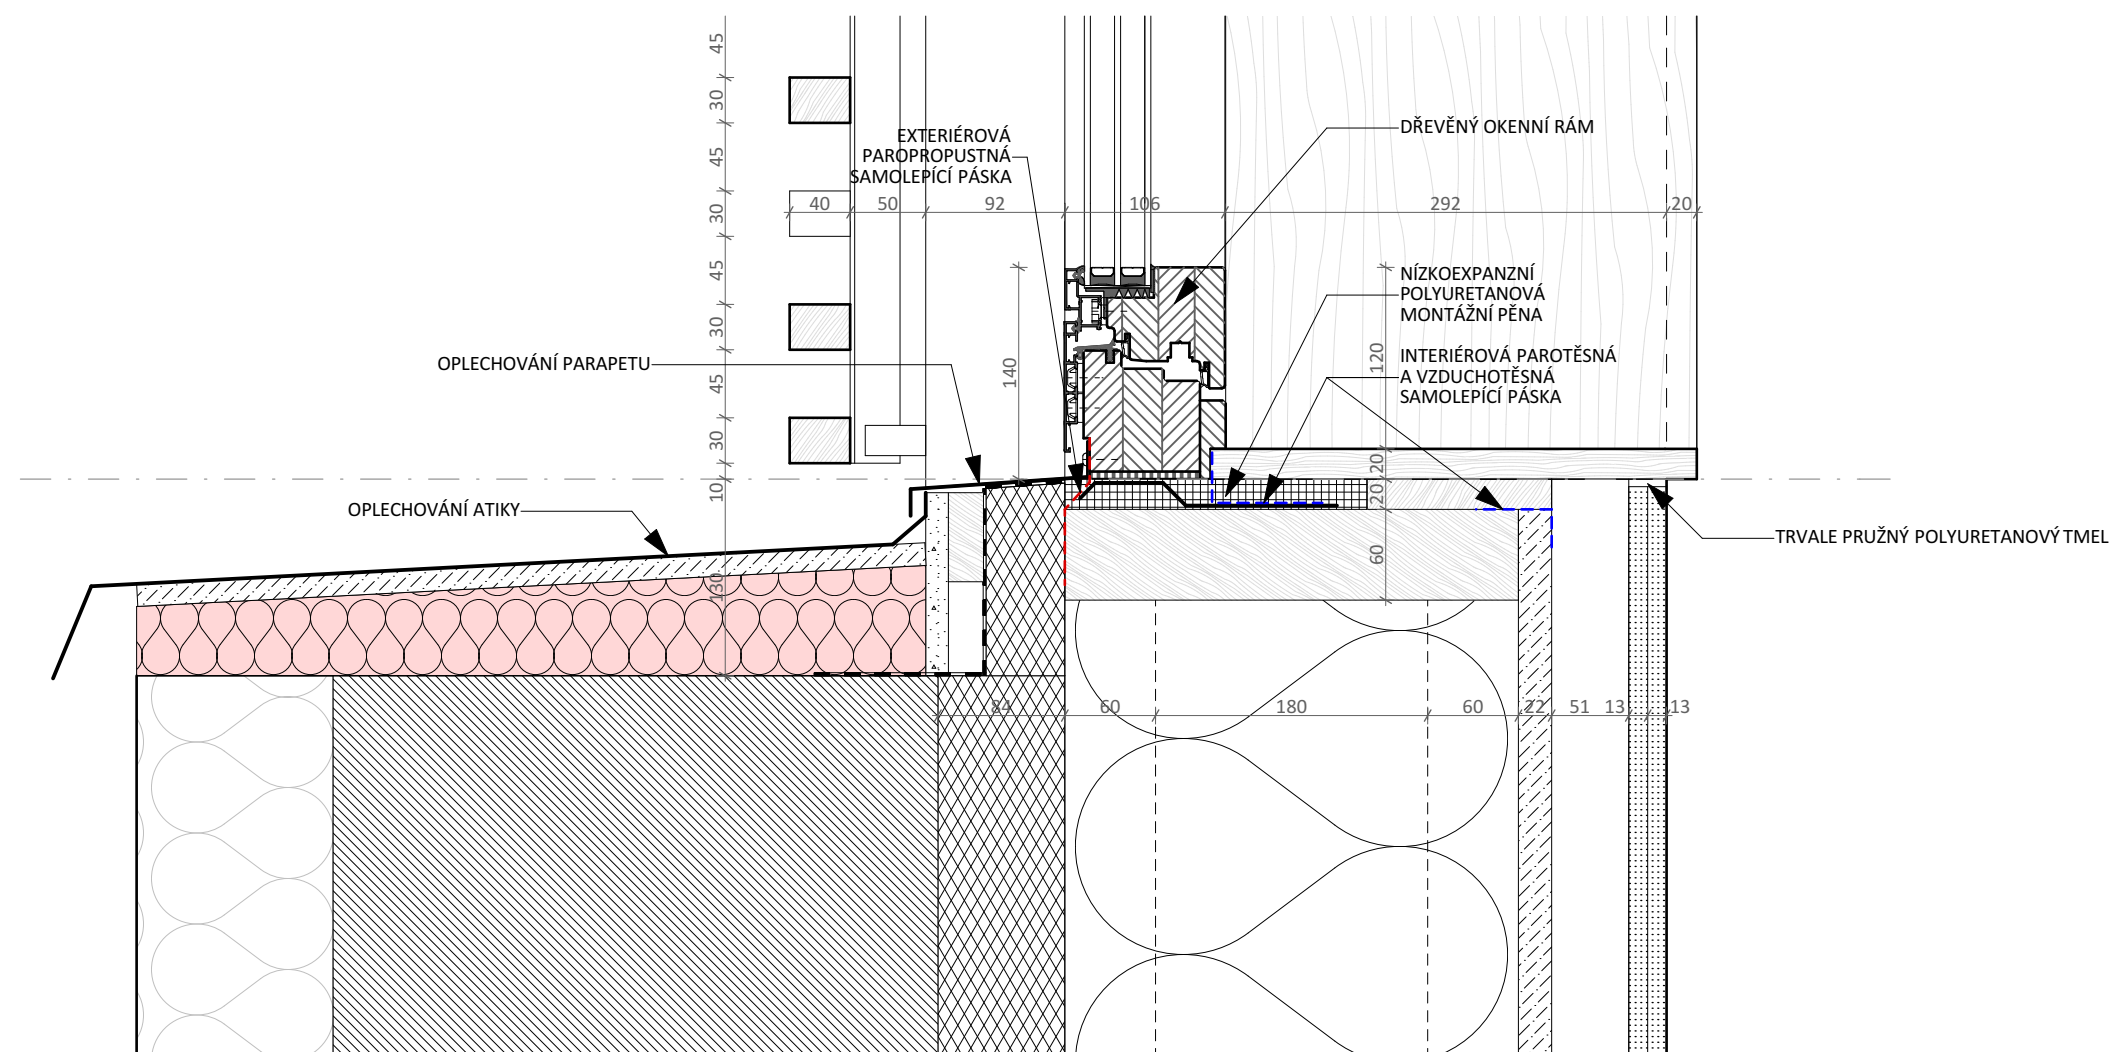 45
30
45
30
45
30
45
30
10
130
EXTERIÉROVÁ
PAROPROPUSTNÁ
SAMOLEPÍCÍ PÁSKA
DŘEVĚNÝ OKENNÍ RÁM
40
50
92
106
292
20
NÍZKOEXPANZNÍ
POLYURETANOVÁ
MONTÁŽNÍ PĚNA
INTERIÉROVÁ PAROTĚSNÁ
A VZDUCHOTĚSNÁ
SAMOLEPÍCÍ PÁSKA
OPLECHOVÁNÍ PARAPETU
140
120
20
20
60
OPLECHOVÁNÍ ATIKY
TRVALE PRUŽNÝ POLYURETANOVÝ TMEL
84
60
180
60
22
51
13
13